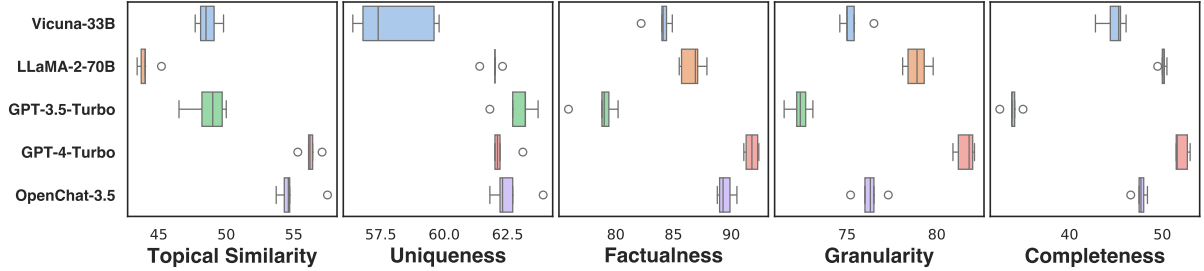 Vicuna-33B
LLaMA-2-70B
GPT-3.5-Turbo
GPT-4-Turbo
OpenChat-3.5
45 50 55
Topical Similarity
57.5 60.0 62.5
Uniqueness
80 85 90
Factualness
75 80
Granularity
40 50
Completeness